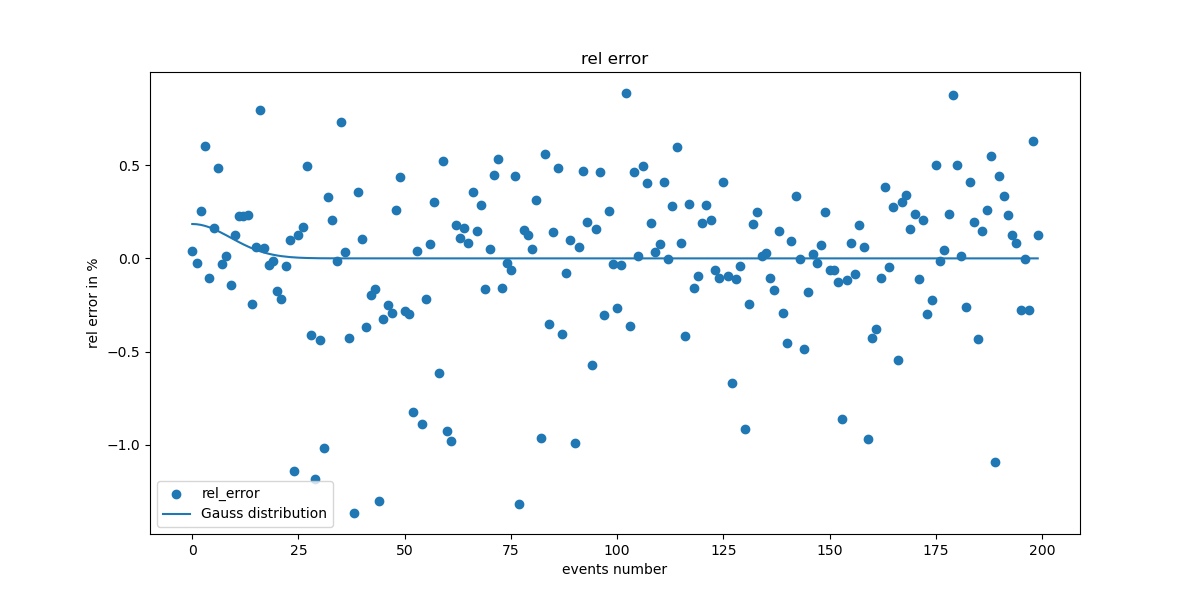 rel error
rel error in %
0.5
0.0
−0.5
−1.0
rel_error
Gauss distribution
0 25 50 75 100 125 150 175 200
events number